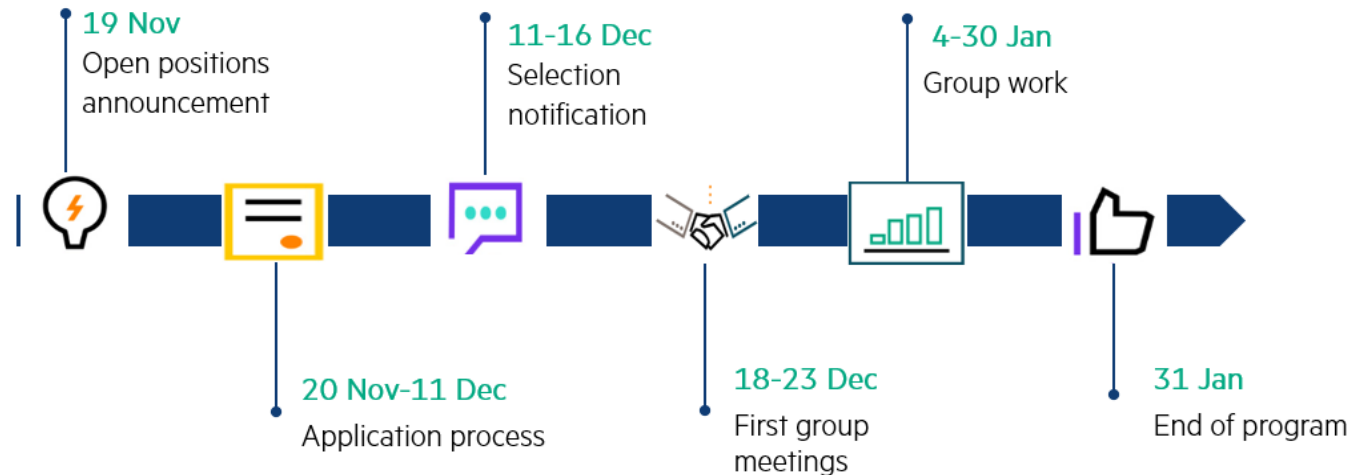 19 Nov
Open positions
announcement
20 Nov-11 Dec
Application process
11-16 Dec
Selection
notification
18-23 Dec
First group
meetings
4-30 Jan
Group work
31 Jan
End of program